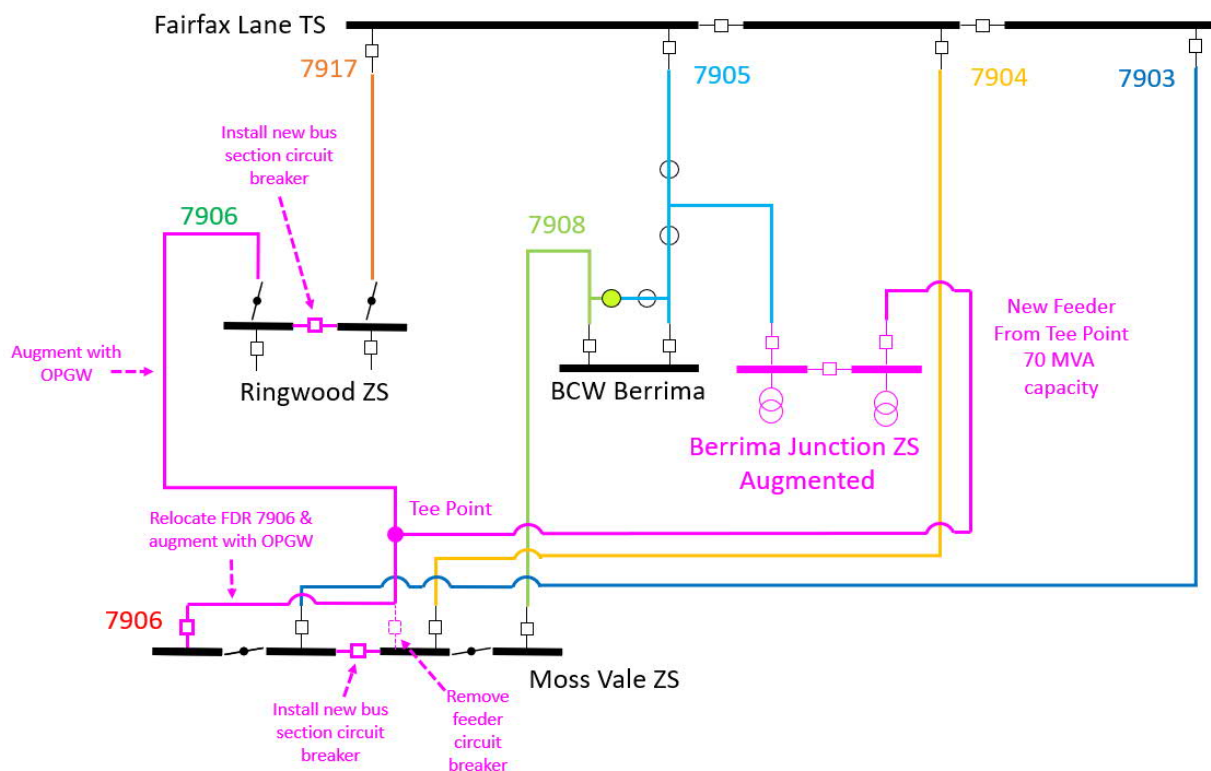 Fairfax Lane TS
7917
7905
7904
7903
Install new bus
section circuit
breaker
7906
7908
Augment with
OPGW
Ringwood ZS
BCW Berrima
New Feeder
From Tee Point
70 MVA
capacity
Berrima Junction ZS
Augmented
Tee Point
Relocate FDR 7906 &
augment with OPGW
7906
Moss Vale ZS
Install new bus
section circuit
breaker
Remove
feeder
circuit
breaker